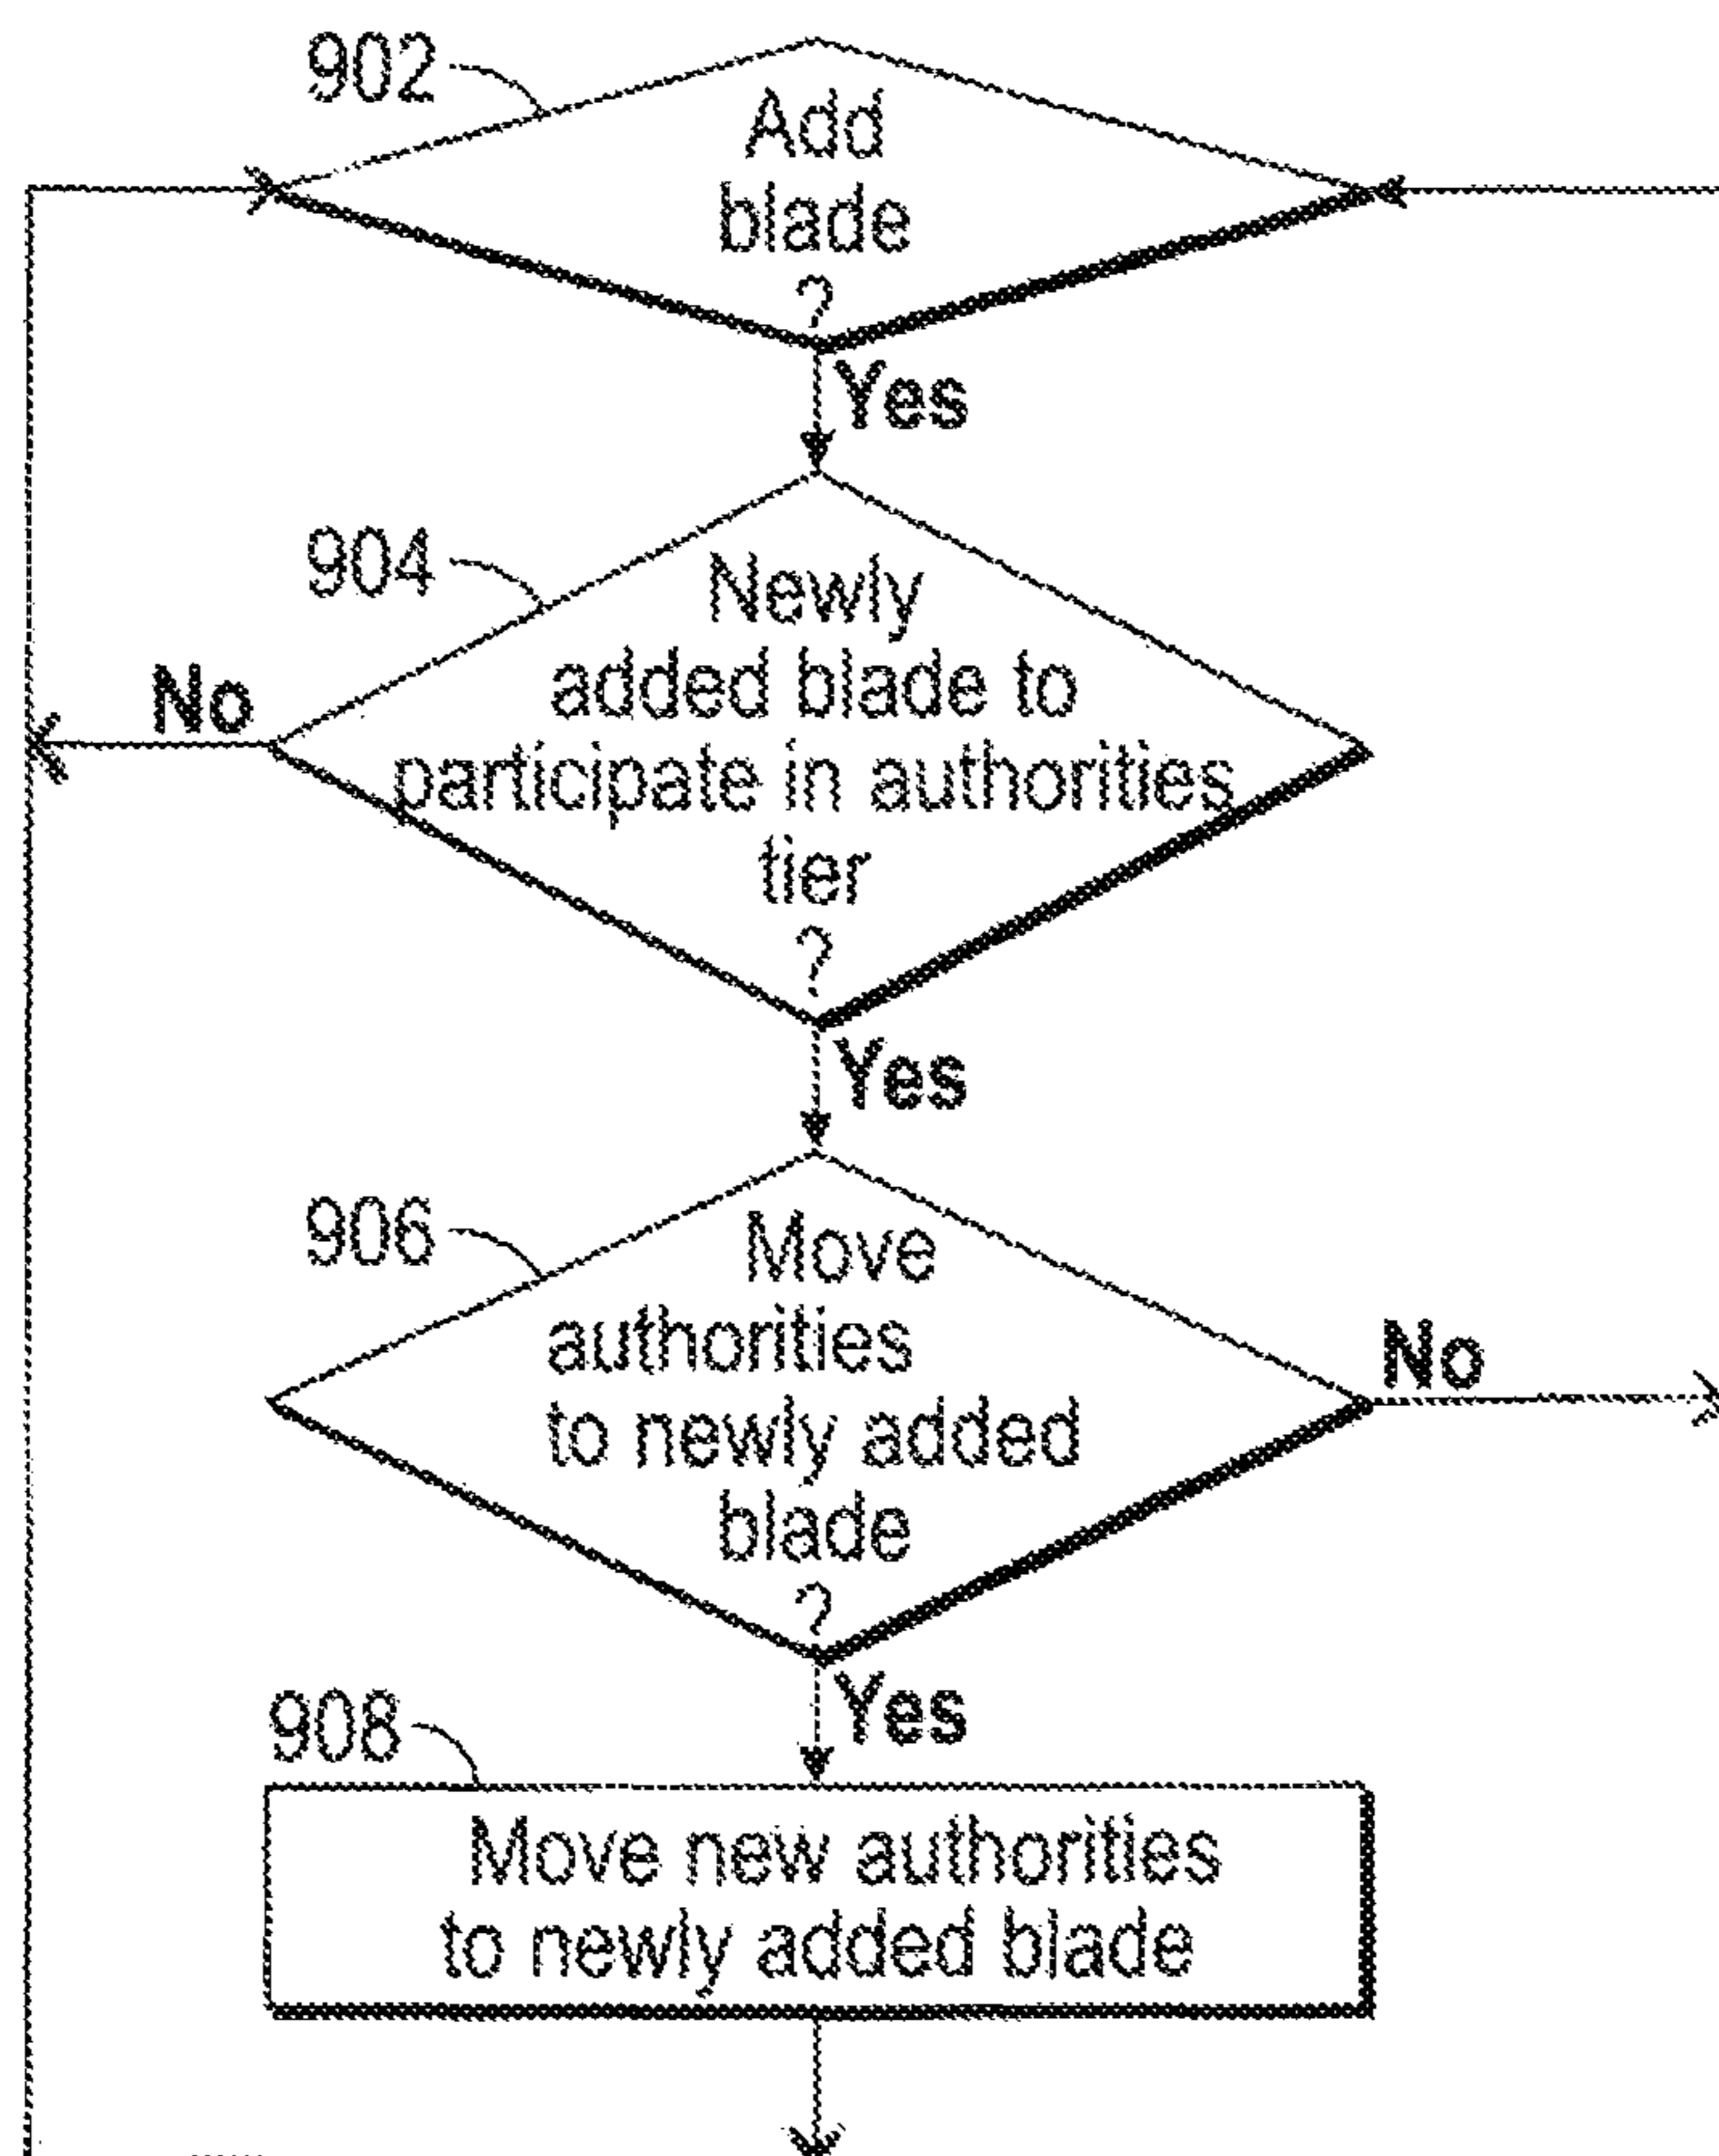 902
Add
blade
?
Yes
904
Newly
added blade to
participate in authorities
tier
?
No
Yes
906
Move
authorities
to newly added
blade
?
No
Yes
908
Move new authorities
to newly added blade